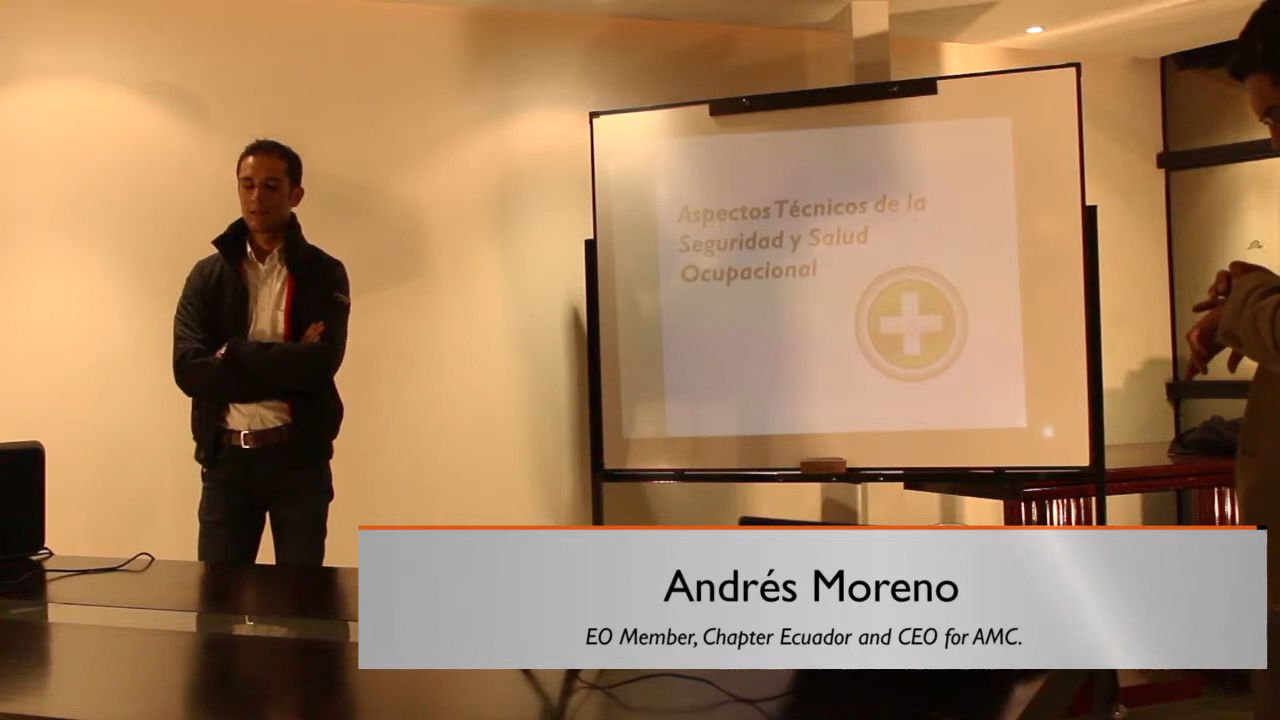 Aspectos Técnicos de la
Seguridad y Salud
Ocupacional
Andrés Moreno
EO Member, Chapter Ecuador and CEO for AMC.